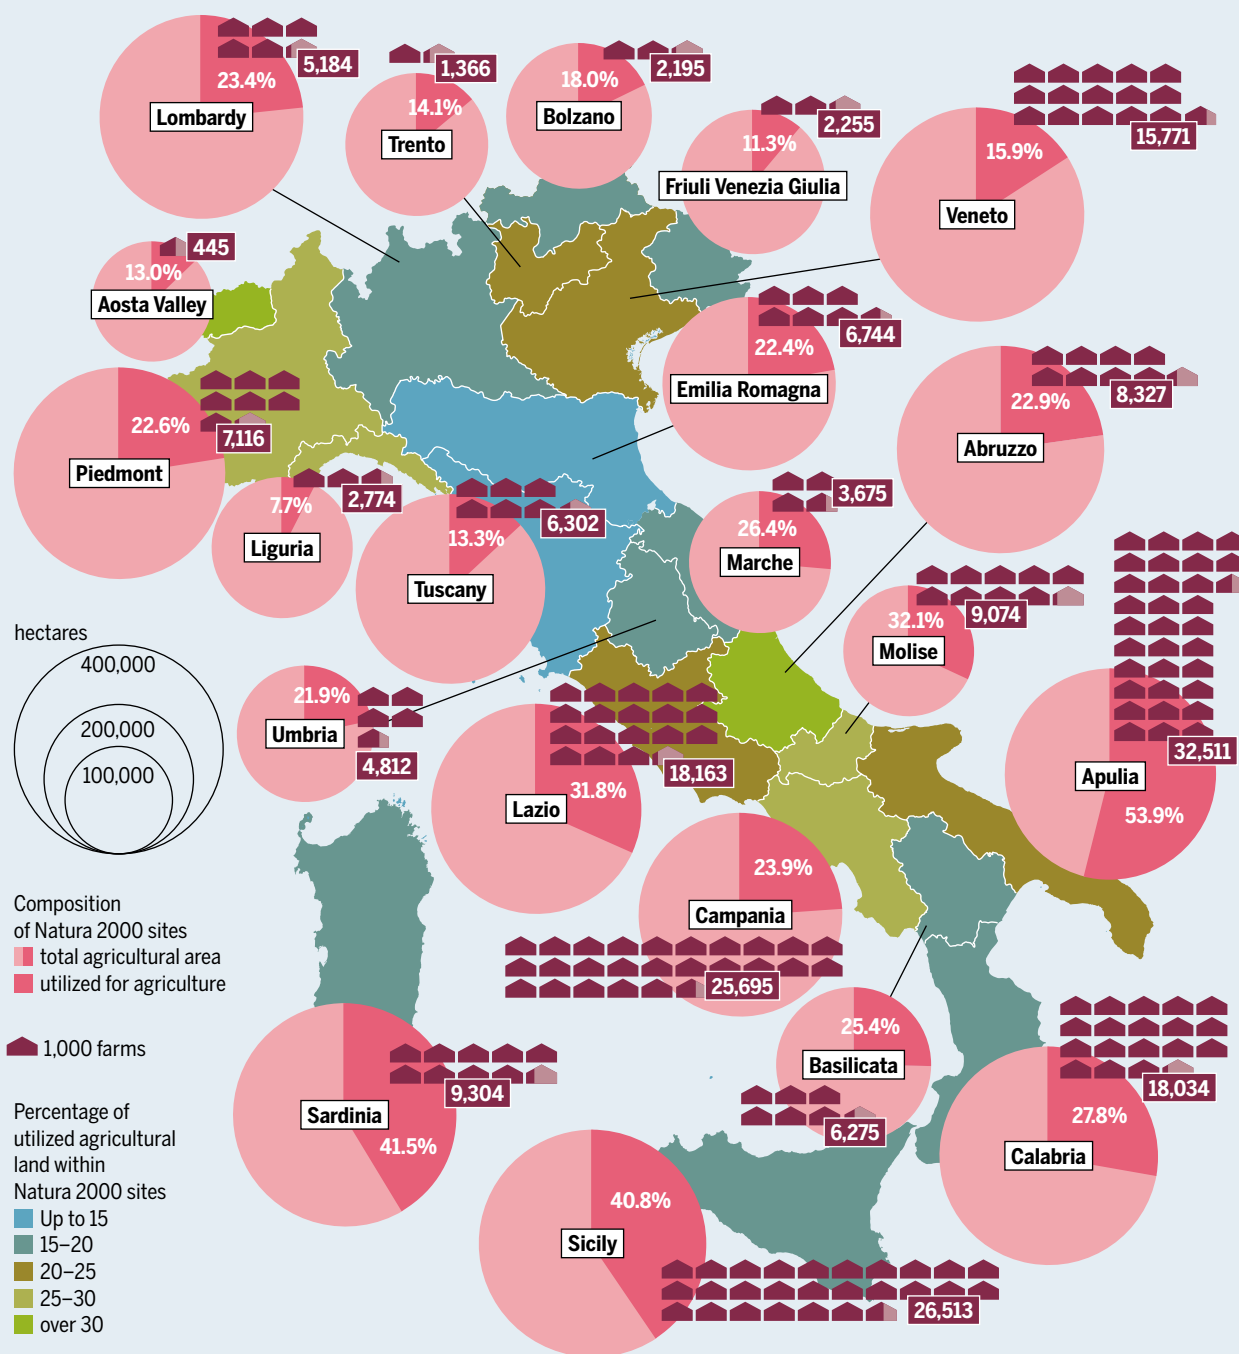 5,184
23.4%
Lombardy
1,366
14.1%
Trento
2,195
18.0%
Bolzano
2,255
11.3%
Friuli Venezia Giulia
15,771
15.9%
Veneto
445
13.0%
Aosta Valley
6,744
22.4%
Emilia Romagna
8,327
22.9%
Abruzzo
7,116
22.6%
Piedmont
2,774
7.7%
Liguria
6,302
13.3%
Tuscany
3,675
26.4%
Marche
9,074
32.1%
Molise
32,511
Apulia
53.9%
hectares
400,000
200,000
100,000
21.9%
Umbria
4,812
18,163
31.8%
Lazio
23.9%
Campania
25,695
Composition
of Natura 2000 sites
total agricultural area
utilized for agriculture
1,000 farms
25.4%
Basilicata
6,275
18,034
27.8%
Calabria
9,304
Sardinia
41.5%
40.8%
Sicily
26,513
Percentage of
utilized agricultural
land within
Natura 2000 sites
Up to 15
15–20
20–25
25–30
over 30